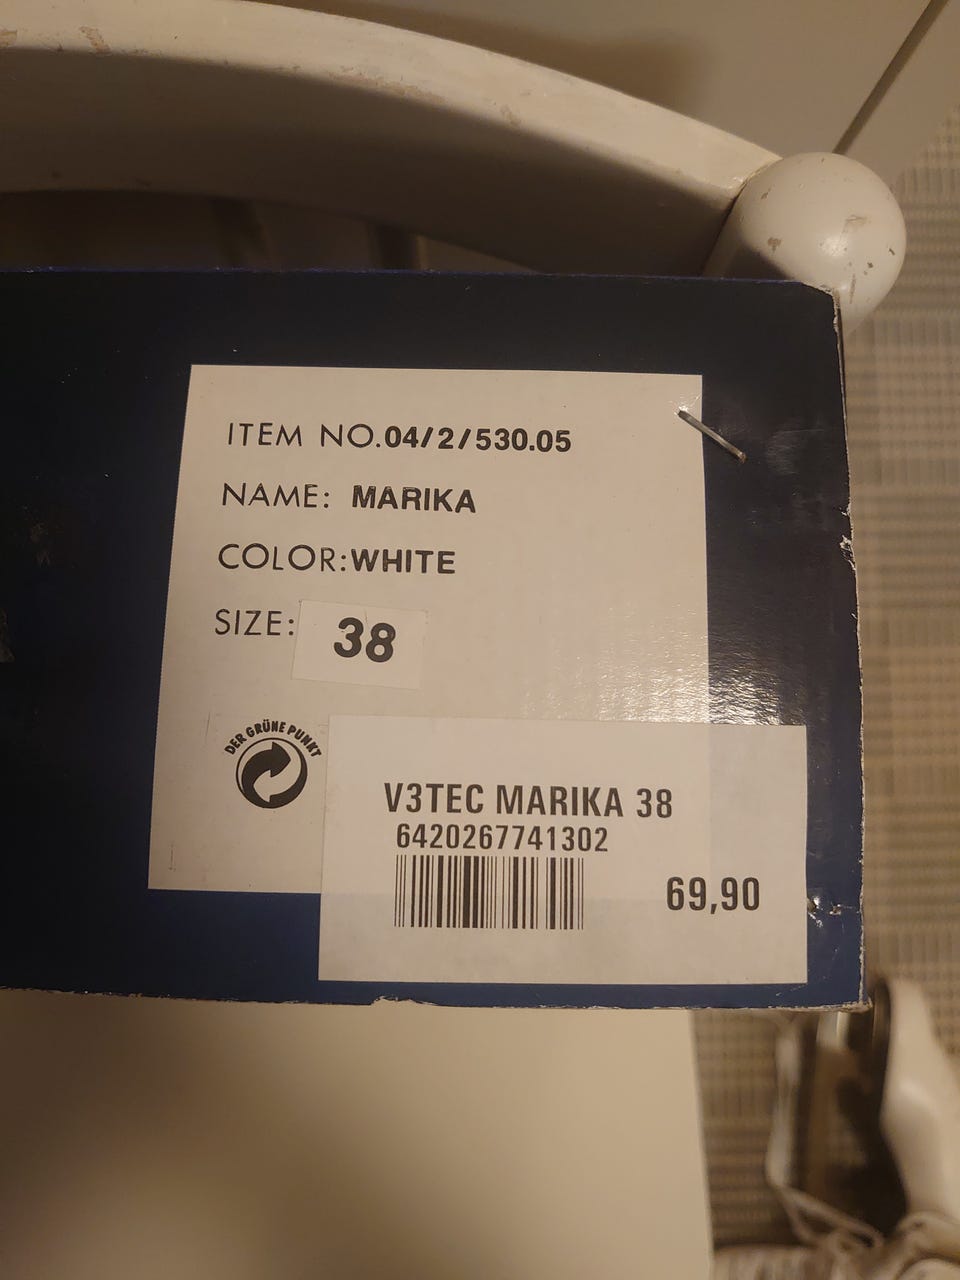 ITEM NO.04/2/530.05
NAME: MARIKA
COLOR:WHITE
SIZE: 38
DER GRÜNE PUNKT
V3TEC MARIKA 38
6420267741302
69,90